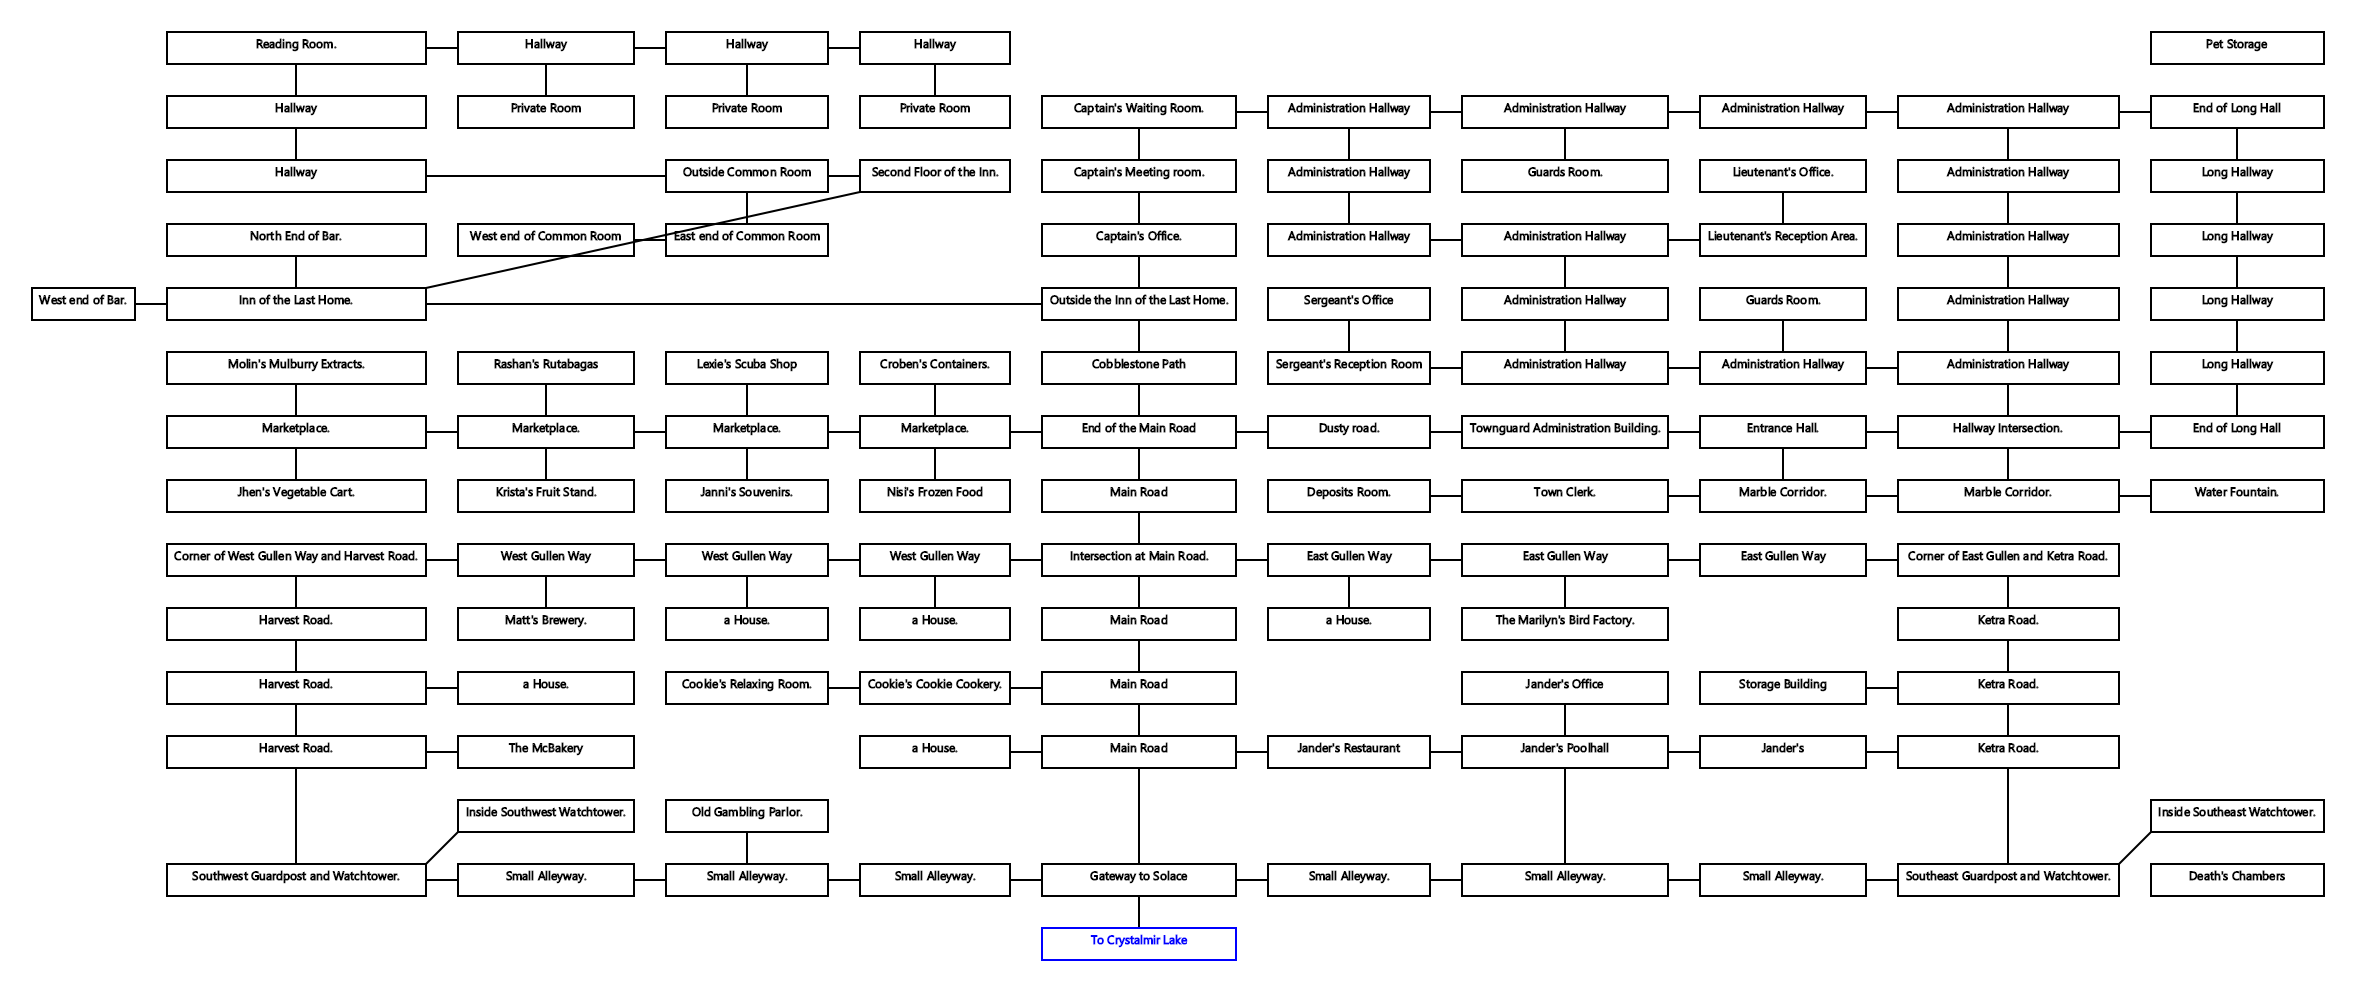 Reading Room.
Hallway
Hallway
Hallway
Pet Storage
Hallway
Private Room
Private Room
Private Room
Captain's Waiting Room.
Administration Hallway
Administration Hallway
Administration Hallway
Administration Hallway
End of Long Hall
Hallway
Outside Common Room
Second Floor of the Inn.
Captain's Meeting room.
Administration Hallway
Guards Room.
Lieutenant's Office.
Administration Hallway
Long Hallway
North End of Bar.
West end of Common Room
East end of Common Room
Captain's Office.
Administration Hallway
Administration Hallway
Lieutenant's Reception Area.
Administration Hallway
Long Hallway
West end of Bar.
Inn of the Last Home.
Outside the Inn of the Last Home.
Sergeant's Office
Administration Hallway
Guards Room.
Administration Hallway
Long Hallway
Molin's Mulburry Extracts.
Rashan's Rutabagas
Lexie's Scuba Shop
Croben's Containers.
Cobblestone Path
Sergeant's Reception Room
Administration Hallway
Administration Hallway
Administration Hallway
Long Hallway
Marketplace.
Marketplace.
Marketplace.
Marketplace.
End of the Main Road
Dusty road.
Townguard Administration Building.
Entrance Hall.
Hallway Intersection.
End of Long Hall
Jhen's Vegetable Cart.
Krista's Fruit Stand.
Janni's Souvenirs.
Nisi's Frozen Food
Main Road
Deposits Room.
Town Clerk.
Marble Corridor.
Marble Corridor.
Water Fountain.
Corner of West Gullen Way and Harvest Road.
West Gullen Way
West Gullen Way
West Gullen Way
Intersection at Main Road.
East Gullen Way
East Gullen Way
East Gullen Way
Corner of East Gullen and Ketra Road.
Harvest Road.
Matt's Brewery.
a House.
a House.
Main Road
a House.
The Marilyn's Bird Factory.
Ketra Road.
Harvest Road.
a House.
Cookie's Relaxing Room.
Cookie's Cookie Cookery.
Main Road
Jander's Office
Storage Building
Ketra Road.
Harvest Road.
The McBakery
a House.
Main Road
Jander's Restaurant
Jander's Poolhall
Jander's
Ketra Road.
Inside Southwest Watchtower.
Old Gambling Parlor.
Inside Southeast Watchtower.
Southwest Guardpost and Watchtower.
Small Alleyway.
Small Alleyway.
Small Alleyway.
Gateway to Solace
Small Alleyway.
Small Alleyway.
Small Alleyway.
Southeast Guardpost and Watchtower.
Death's Chambers
To Crystalmir Lake